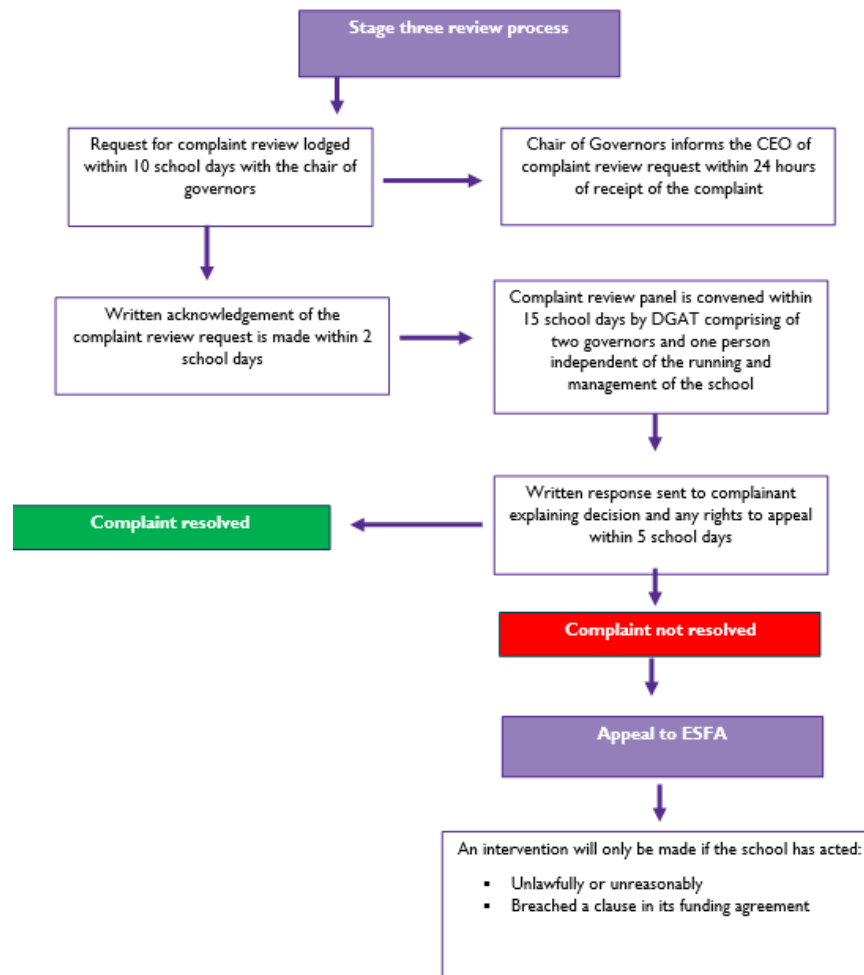 Stage three review process
Request for complaint review lodged
within 10 school days with the chair of
governors
Chair of Governors informs the CEO of
complaint review request within 24 hours
of receipt of the complaint
Written acknowledgement of the
complaint review request is made within 2
school days
Complaint review panel is convened within
15 school days by DGAT comprising of
two governors and one person
independent of the running and
management of the school
Complaint resolved
Written response sent to complainant
explaining decision and any rights to appeal
within 5 school days
Complaint not resolved
Appeal to ESFA
An intervention will only be made if the school has acted:
▪ Unlawfully or unreasonably
▪ Breached a clause in its funding agreement